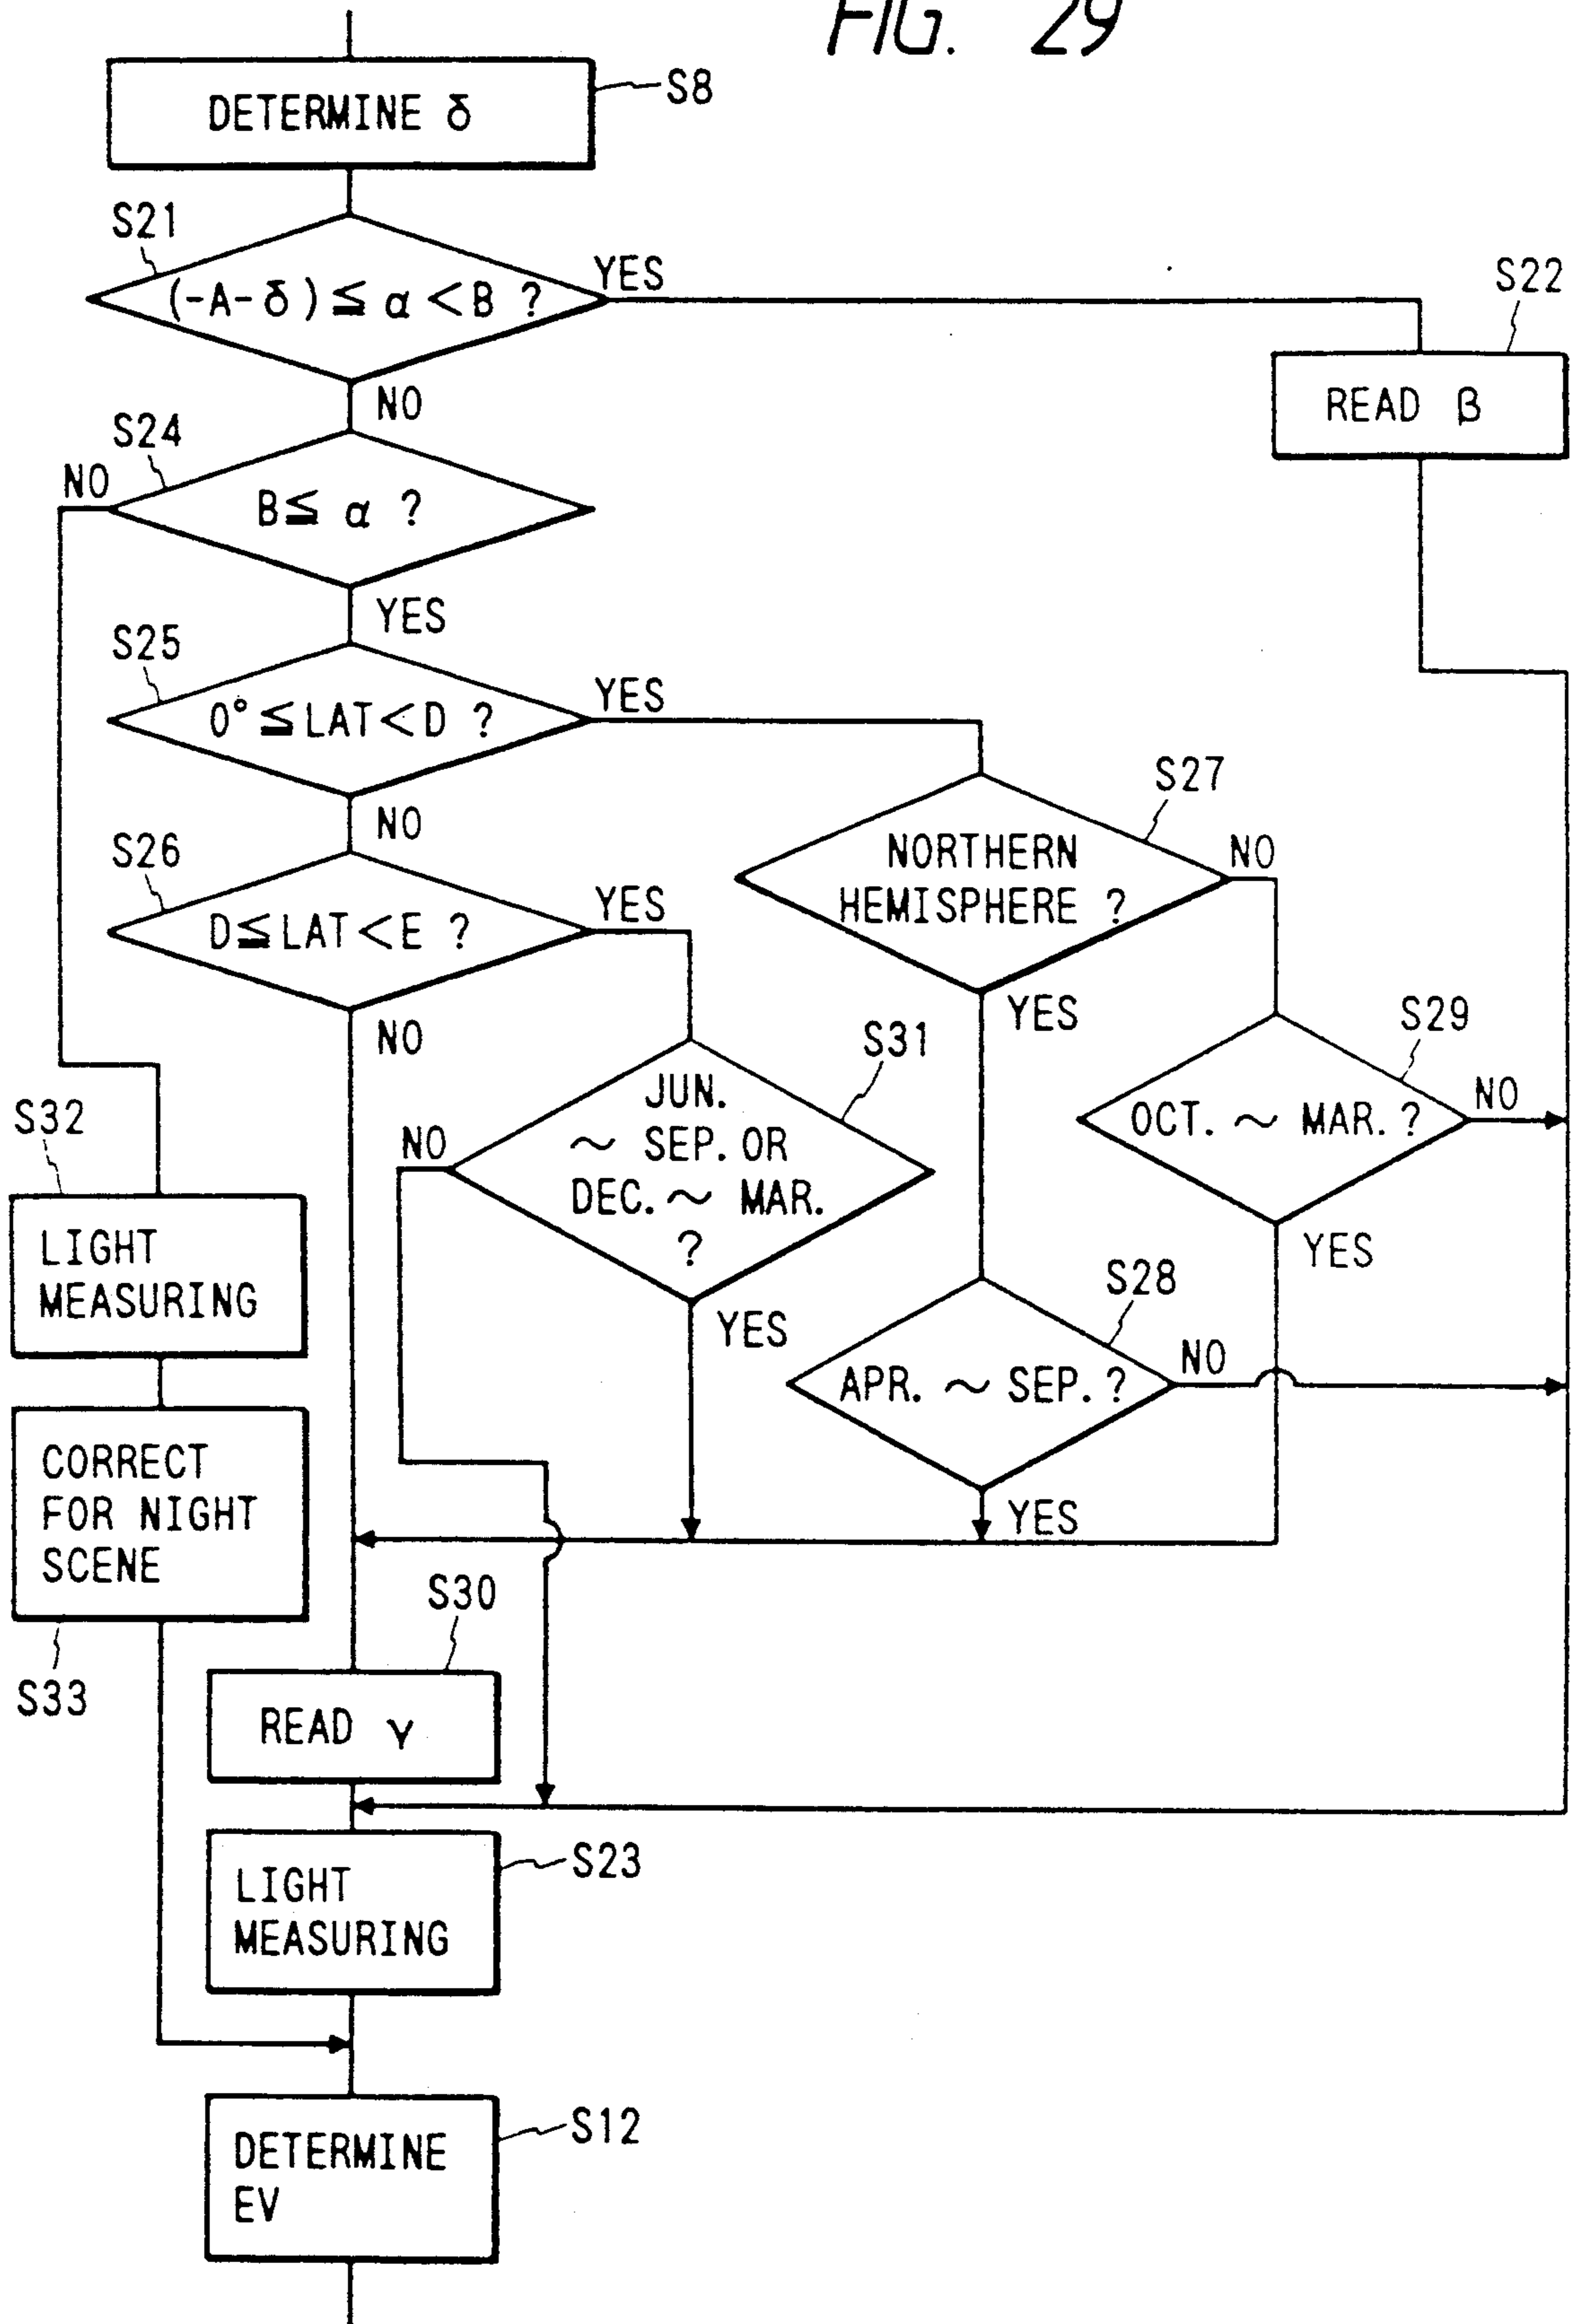 FIG. 29
DETERMINE δ
S8
S21
(-A-δ) ≦ α < B ?
YES
S22
READ β
NO
S24
NO
B ≦ α ?
YES
S25
0° ≦ LAT < D ?
YES
S27
NORTHERN
HEMISPHERE ?
NO
NO
S26
D ≦ LAT < E ?
YES
YES
NO
S31
S29
JUN.
~ SEP. OR
DEC. ~ MAR.
?
NO
OCT. ~ MAR. ?
NO
S32
LIGHT
MEASURING
YES
YES
S28
APR. ~ SEP. ?
NO
YES
CORRECT
FOR NIGHT
SCENE
S33
S30
READ γ
LIGHT
MEASURING
S23
DETERMINE
EV
S12